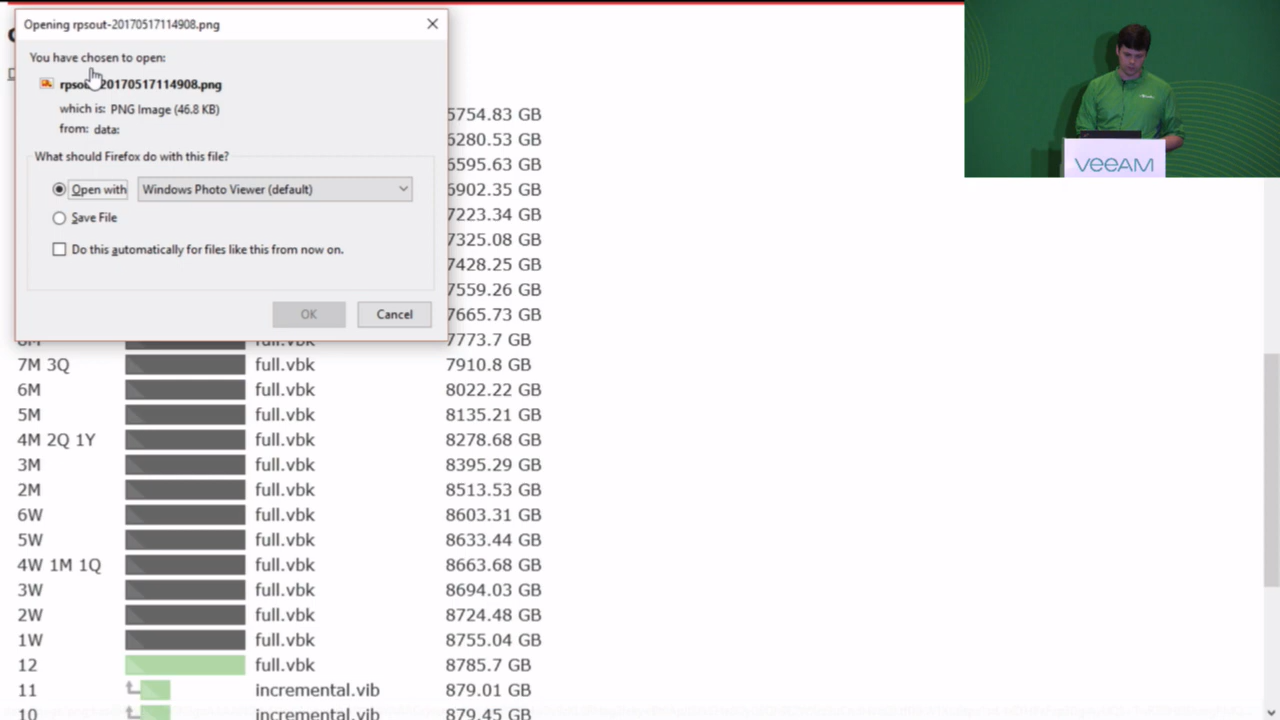 Opening rpsout-20170517114908.png
You have chosen to open:
20170517114908.png
which is: PNG Image (46.8 KB)
from: data:
What should Firefox do with this file?
Open with Windows Photo Viewer (default)
Save File
Do this automatically for files like this from now on.
OK Cancel
VEEAM
5754.83 GB
6280.53 GB
6595.63 GB
6902.35 GB
7223.34 GB
7325.08 GB
7428.25 GB
7559.26 GB
7665.73 GB
full.vbk 7773.7 GB
7M 3Q full.vbk 7910.8 GB
6M full.vbk 8022.22 GB
5M full.vbk 8135.21 GB
4M 2Q 1Y full.vbk 8278.68 GB
3M full.vbk 8395.29 GB
2M full.vbk 8513.53 GB
6W full.vbk 8603.31 GB
5W full.vbk 8633.44 GB
4W 1M 1Q full.vbk 8663.68 GB
3W full.vbk 8694.03 GB
2W full.vbk 8724.48 GB
1W full.vbk 8755.04 GB
12 full.vbk 8785.7 GB
11 incremental.vib 879.01 GB
10 incremental.vib 879.45 GB